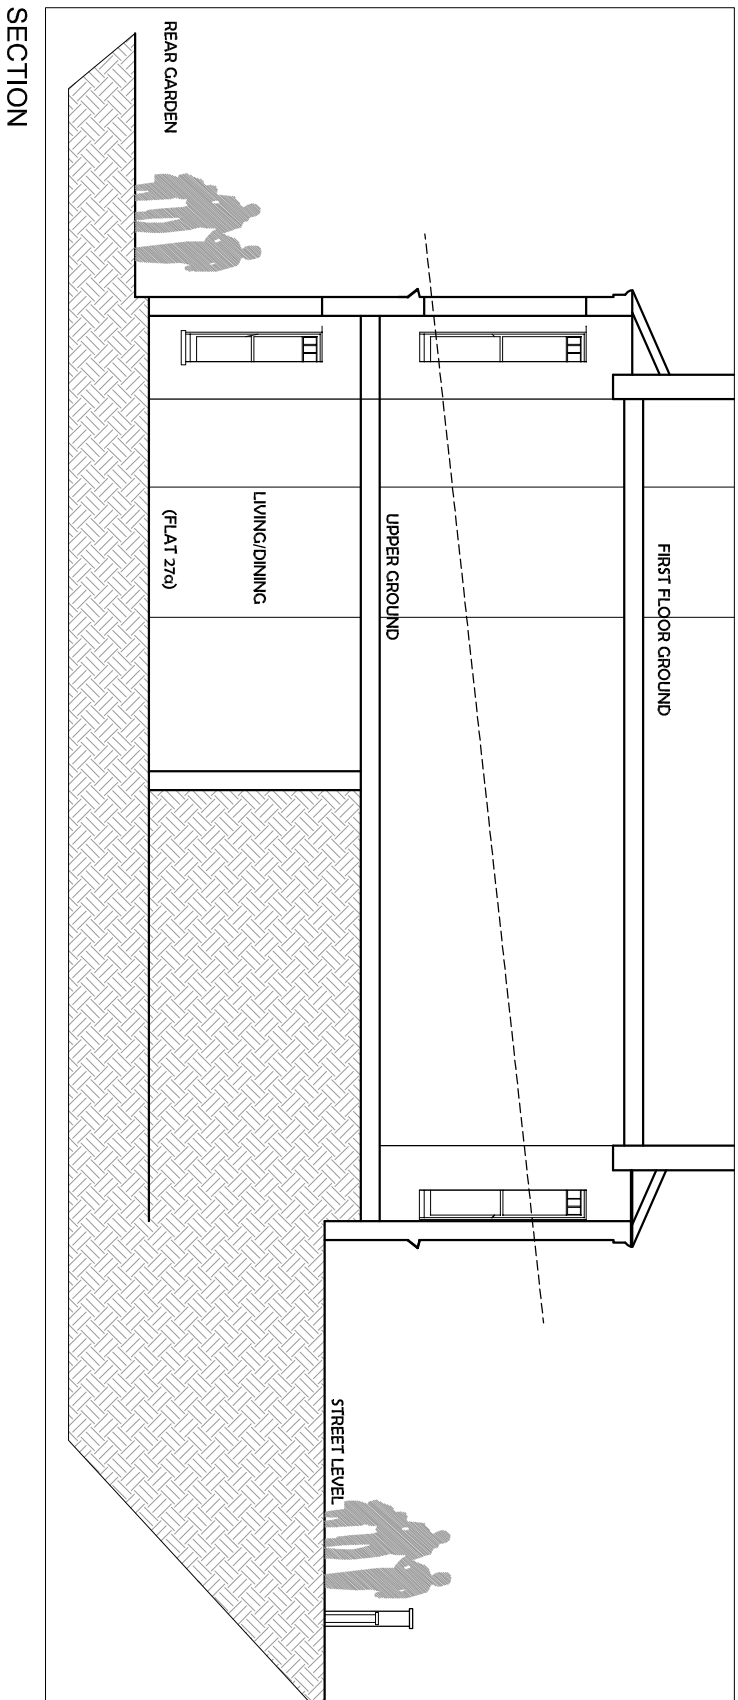 SECTION
REAR GARDEN
FIRST FLOOR GROUND
UPPER GROUND
LIVING/DINING
(FLAT 27a)
STREET LEVEL